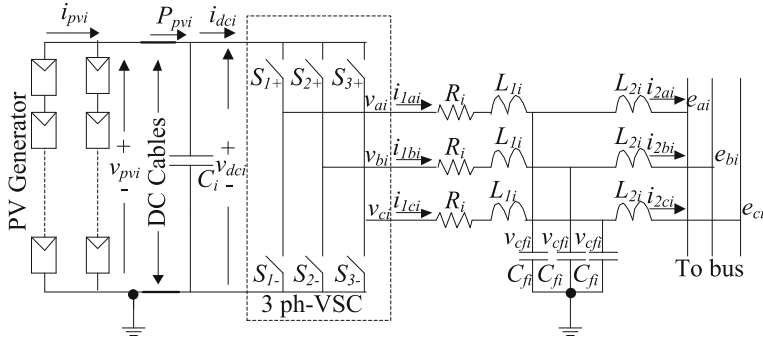 i_pvi
P_pvi
i_dci
PV Generator
+
v_pvi
-
DC Cables
C_i
+
v_dci
-
S_1+
S_2+
S_3+
S_1-
S_2-
S_3-
3 ph-VSC
v_ai
i_1ai
R_i
L_1i
L_2i
i_2ai
e_ai
v_bi
i_1bi
R_i
L_1i
L_2i
i_2bi
e_bi
v_ci
i_1ci
R_i
L_1i
L_2i
i_2ci
e_ci
v_cfi
v_cfi
v_cfi
C_fi
C_fi
C_fi
To bus